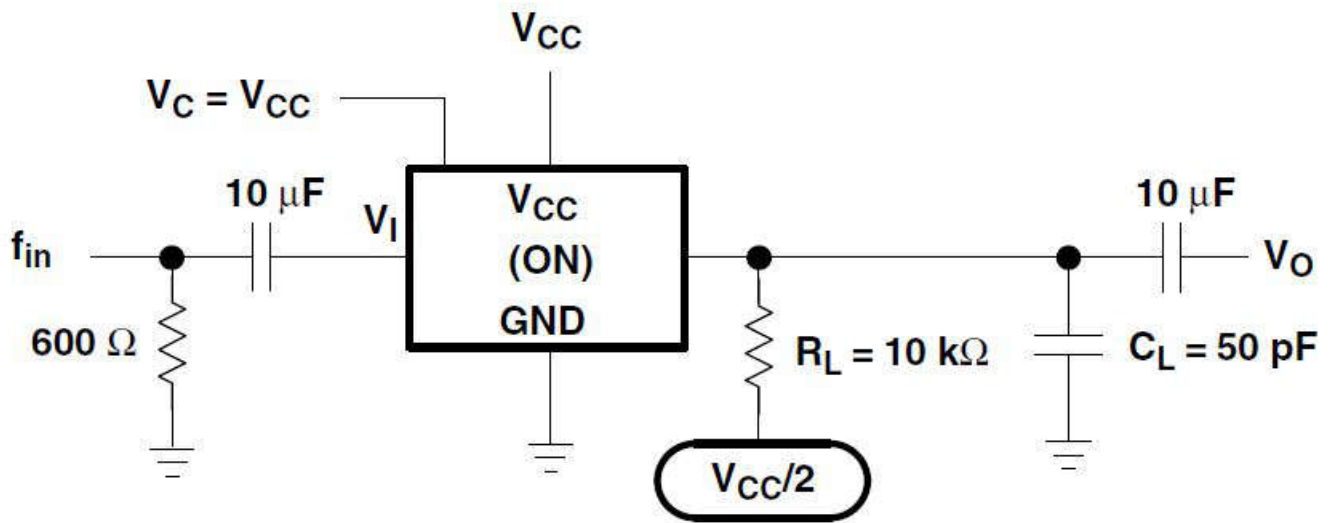 V_CC
V_C = V_CC
10 μF
V_I
V_CC
(ON)
GND
10 μF
f_in
V_O
600 Ω
R_L = 10 kΩ
C_L = 50 pF
V_CC/2